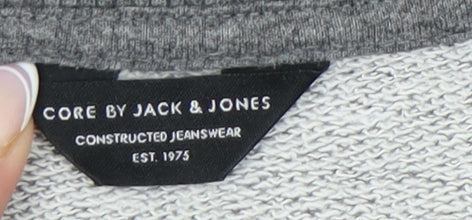 CORE BY JACK & JONES
CONSTRUCTED JEANSWEAR
EST. 1975